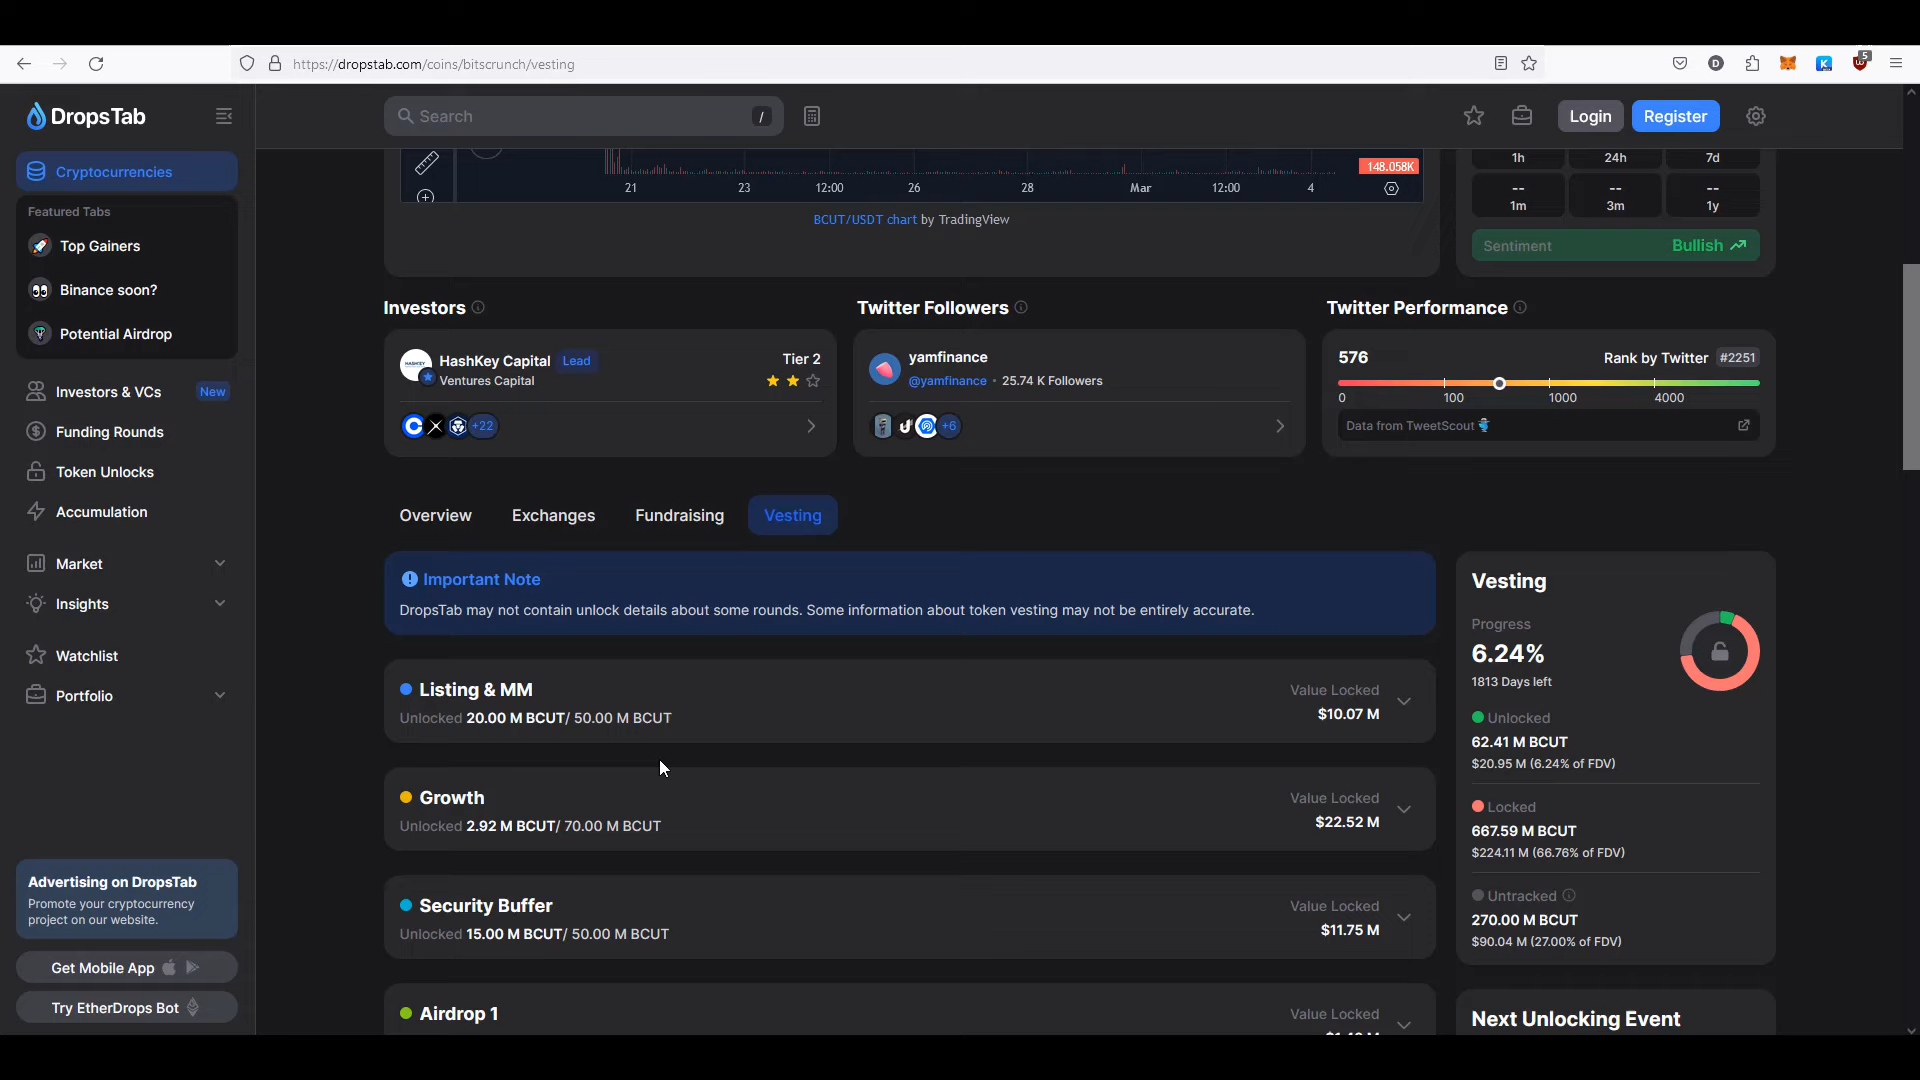 https://dropstab.com/coins/bitscrunch/vesting
5
DropsTab
Search
/
Login
Register
Cryptocurrencies
Featured Tabs
Top Gainers
Binance soon?
Potential Airdrop
Investors & VCs
New
Funding Rounds
Token Unlocks
Accumulation
Market
Insights
Watchlist
Portfolio
Advertising on DropsTab
Promote your cryptocurrency
project on our website.
Get Mobile App
Try EtherDrops Bot
148.058K
21 23 12:00 26 28 Mar 12:00 4
BCUT/USDT chart by TradingView
1h 24h 7d
-- -- --
1m 3m 1y
Sentiment Bullish
Investors
HashKey Capital Lead
Ventures Capital
Tier 2
+22
Twitter Followers
yamfinance
@yamfinance • 25.74 K Followers
+6
Twitter Performance
576 Rank by Twitter #2251
0 100 1000 4000
Data from TweetScout
Overview Exchanges Fundraising Vesting
Important Note
DropsTab may not contain unlock details about some rounds. Some information about token vesting may not be entirely accurate.
Listing & MM
Unlocked 20.00 M BCUT/ 50.00 M BCUT
Value Locked
$10.07 M
Growth
Unlocked 2.92 M BCUT/ 70.00 M BCUT
Value Locked
$22.52 M
Security Buffer
Unlocked 15.00 M BCUT/ 50.00 M BCUT
Value Locked
$11.75 M
Airdrop 1
Value Locked
Vesting
Progress
6.24%
1813 Days left
Unlocked
62.41 M BCUT
$20.95 M (6.24% of FDV)
Locked
667.59 M BCUT
$224.11 M (66.76% of FDV)
Untracked
270.00 M BCUT
$90.04 M (27.00% of FDV)
Next Unlocking Event